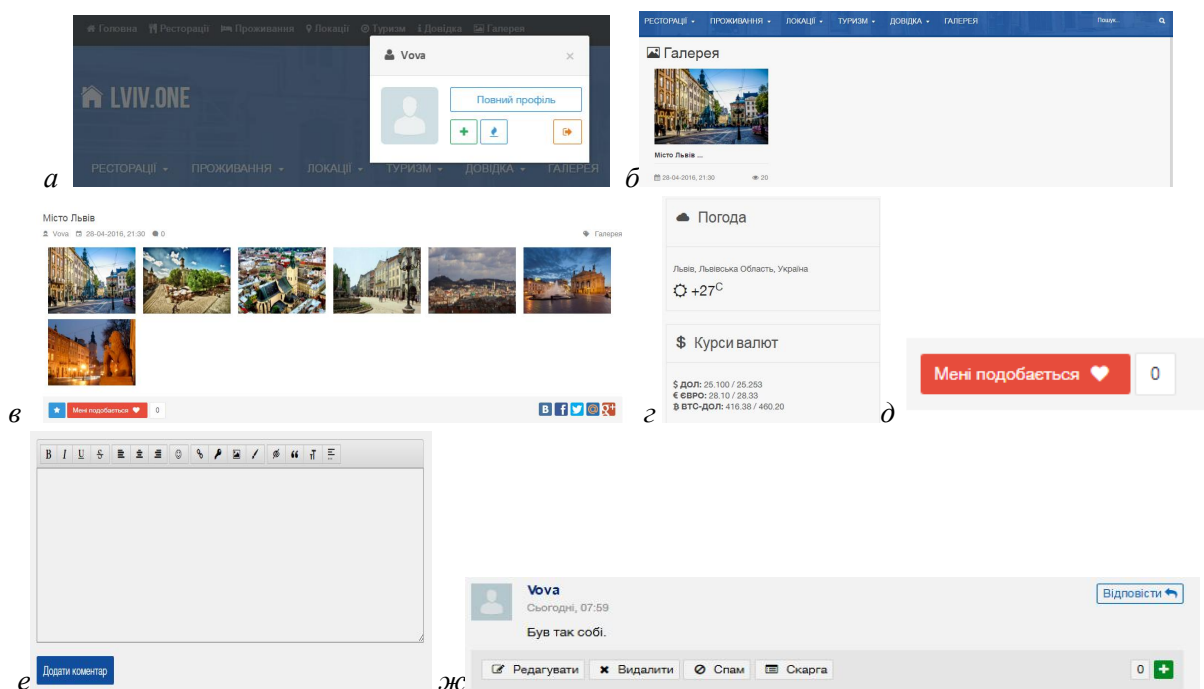 Головна Ресторації Проживання Локації Туризм Довідка Галерея
Vova ×
LVIV.ONE
Повний профіль
РЕСТОРАЦІЇ ПРОЖИВАННЯ ЛОКАЦІЇ ТУРИЗМ ДОВІДКА ГАЛЕРЕЯ
а
РЕСТОРАЦІЇ ПРОЖИВАННЯ ЛОКАЦІЇ ТУРИЗМ ДОВІДКА ГАЛЕРЕЯ Пошук...
Галерея
Місто Львів ...
28-04-2016, 21:30 20
б
Місто Львів
Vova 28-04-2016, 21:30 0 Галерея
Мені подобається 0
в
Погода
Львів, Львівська Область, Україна
+27C
$ Курси валют
$ ДОЛ: 25.100 / 25.253
€ ЄВРО: 28.10 / 28.33
฿ BTC-ДОЛ: 416.38 / 460.20
г
Мені подобається 0
д
B I U S
Додати коментар
е
Vova
Сьогодні, 07:59
Відповісти
Був так собі.
Редагувати Видалити Спам Скарга 0
ж